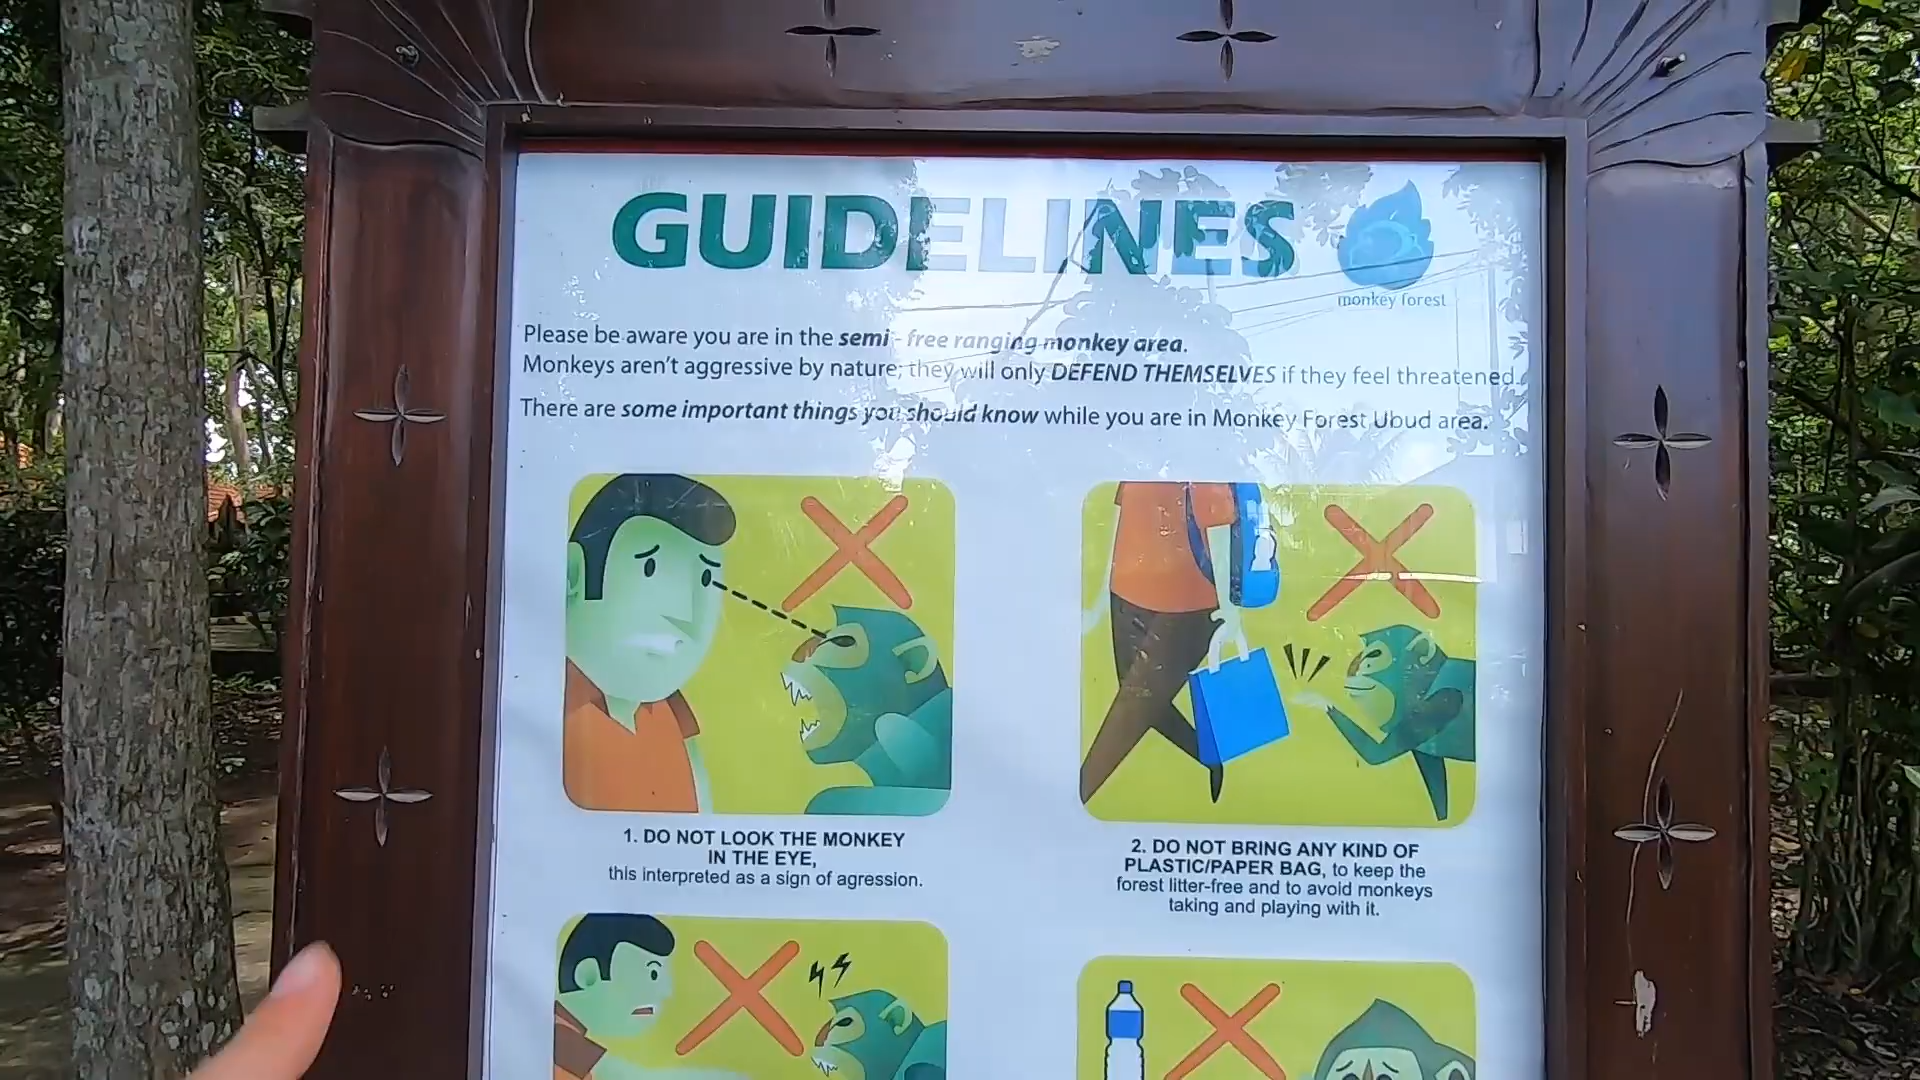 GUIDELINES
monkey forest
Please be aware you are in the semi - free ranging monkey area.
Monkeys aren't aggressive by nature; they will only DEFEND THEMSELVES if they feel threatened.
There are some important things you should know while you are in Monkey Forest Ubud area.
1. DO NOT LOOK THE MONKEY
IN THE EYE,
this interpreted as a sign of agression.
2. DO NOT BRING ANY KIND OF
PLASTIC/PAPER BAG, to keep the
forest litter-free and to avoid monkeys
taking and playing with it.